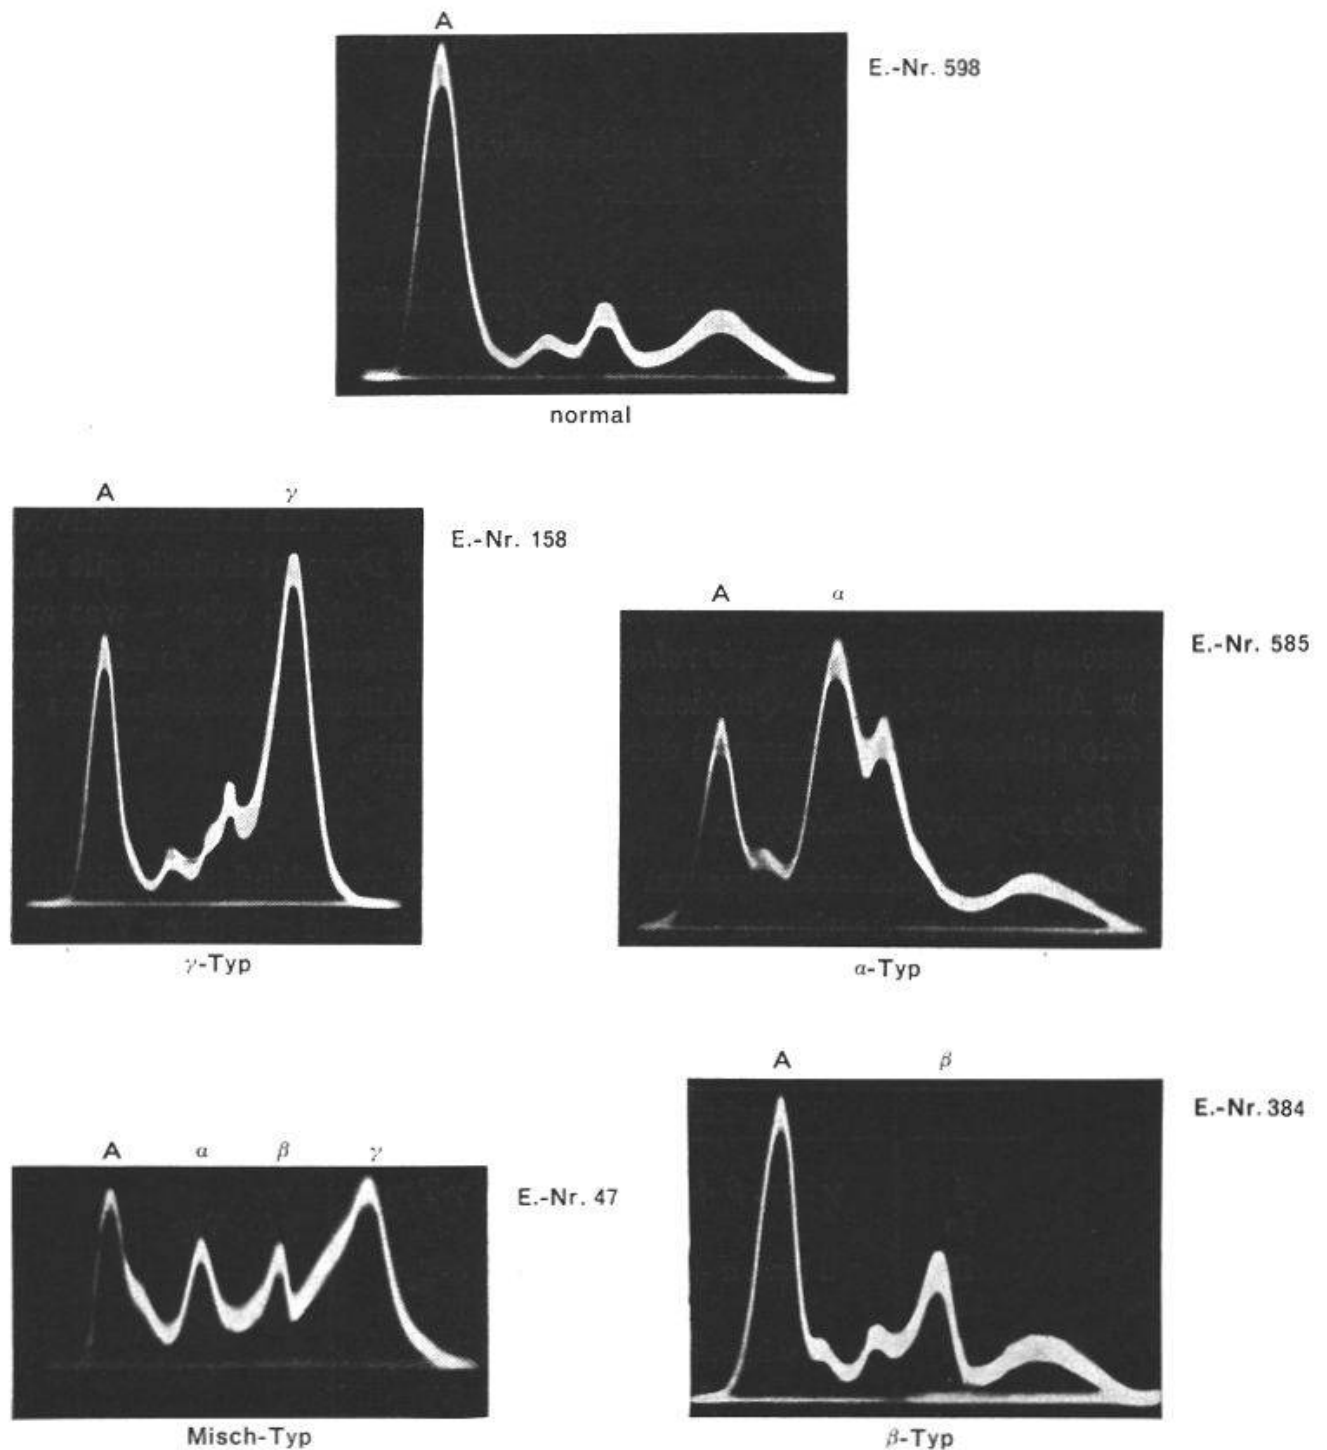 A
E.-Nr. 598
normal
A γ
E.-Nr. 158
γ-Typ
A α
E.-Nr. 585
α-Typ
A α β γ
E.-Nr. 47
Misch-Typ
A β
E.-Nr. 384
β-Typ